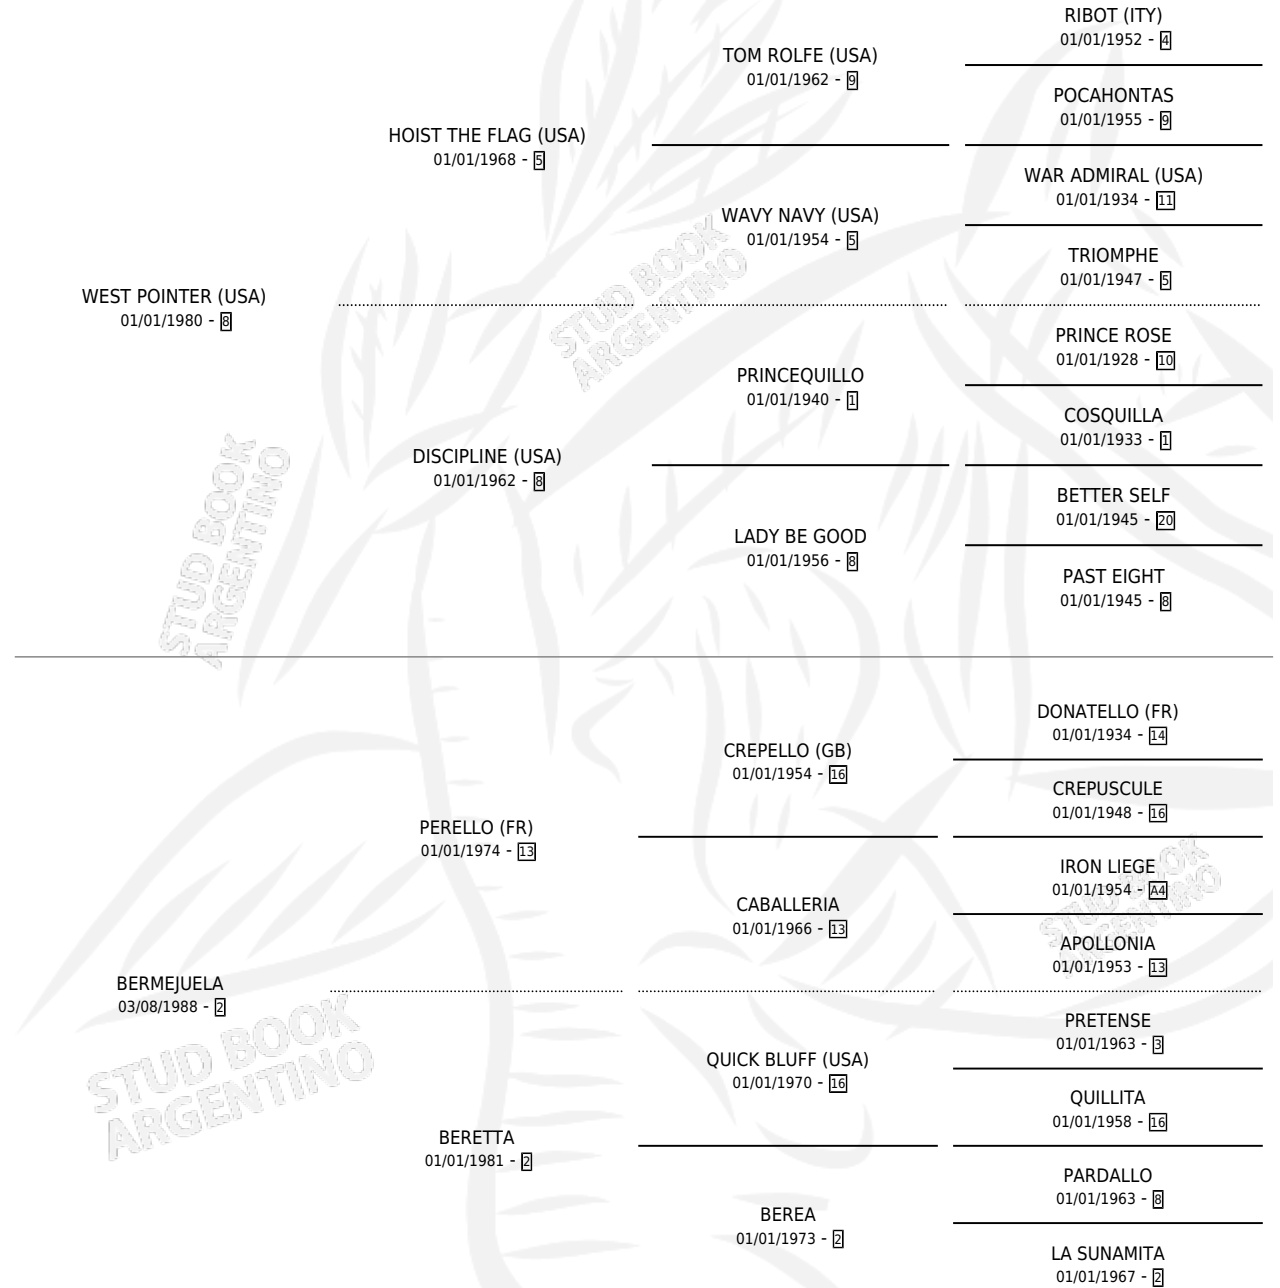 RIBOT (ITY)
01/01/1952 - 4
TOM ROLFE (USA)
01/01/1962 - 9
POCAHONTAS
01/01/1955 - 9
HOIST THE FLAG (USA)
01/01/1968 - 5
WAR ADMIRAL (USA)
01/01/1934 - 11
WAVY NAVY (USA)
01/01/1954 - 5
TRIOMPHE
01/01/1947 - 5
WEST POINTER (USA)
01/01/1980 - 8
PRINCE ROSE
01/01/1928 - 10
PRINCEQUILLO
01/01/1940 - 1
COSQUILLA
01/01/1933 - 1
DISCIPLINE (USA)
01/01/1962 - 8
BETTER SELF
01/01/1945 - 20
LADY BE GOOD
01/01/1956 - 8
PAST EIGHT
01/01/1945 - 8
STUD BOOK
ARGENTINO
STUD BOOK
ARGENTINO
DONATELLO (FR)
01/01/1934 - 14
CREPELLO (GB)
01/01/1954 - 16
CREPUSCULE
01/01/1948 - 16
PERELLO (FR)
01/01/1974 - 13
IRON LIEGE
01/01/1954 - A4
CABALLERIA
01/01/1966 - 13
APOLLONIA
01/01/1953 - 13
BERMEJUELA
03/08/1988 - 2
PRETENSE
01/01/1963 - 3
QUICK BLUFF (USA)
01/01/1970 - 16
QUILLITA
01/01/1958 - 16
BERETTA
01/01/1981 - 2
PARDALLO
01/01/1963 - 8
BEREA
01/01/1973 - 2
LA SUNAMITA
01/01/1967 - 2
STUD BOOK
ARGENTINO
STUD BOOK
ARGENTINO